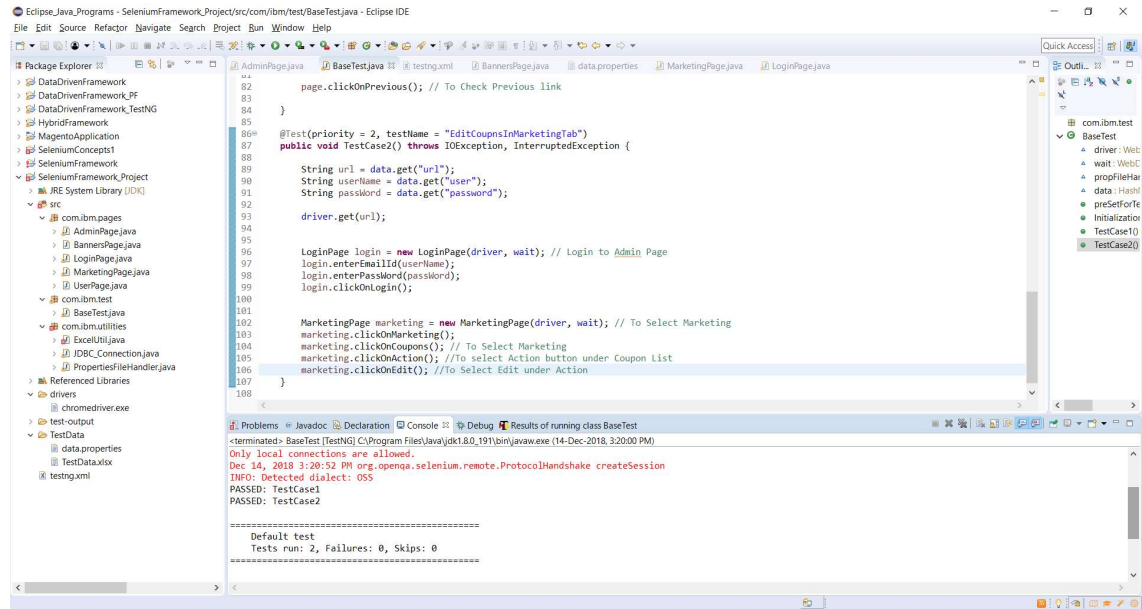 Eclipse_Java_Programs - SeleniumFramework_Project/src/com/ibm/test/BaseTest.java - Eclipse IDE
File Edit Source Refactor Navigate Search Project Run Window Help
Quick Access
Package Explorer
DataDrivenFramework
DataDrivenFramework_PF
DataDrivenFramework_TestNG
HybridFramework
MagentoApplication
SeleniumConcepts1
SeleniumFramework
SeleniumFramework_Project
JRE System Library [JDK]
src
com.ibm.pages
AdminPage.java
BannersPage.java
LoginPage.java
MarketingPage.java
UserPage.java
com.ibm.test
BaseTest.java
com.ibm.utilities
ExcelUtil.java
JDBC_Connection.java
PropertiesFileHandler.java
Referenced Libraries
drivers
chromedriver.exe
test-output
TestData
data.properties
TestData.xlsx
testng.xml
AdminPage.java BaseTest.java testng.xml BannersPage.java data.properties MarketingPage.java LoginPage.java
82 page.clickOnPrevious(); // To Check Previous link
83
84 }
85
86 @Test(priority = 2, testName = "EditCoupnsInMarketingTab")
87 public void TestCase2() throws IOException, InterruptedException {
88
89 String url = data.get("url");
90 String userName = data.get("user");
91 String passWord = data.get("password");
92
93 driver.get(url);
94
95
96 LoginPage login = new LoginPage(driver, wait); // Login to Admin Page
97 login.enterEmailId(userName);
98 login.enterPassWord(passWord);
99 login.clickOnLogin();
100
101
102 MarketingPage marketing = new MarketingPage(driver, wait); // To Select Marketing
103 marketing.clickOnMarketing();
104 marketing.clickOnCoupons(); // To Select Marketing
105 marketing.clickOnAction(); //To select Action button under Coupon List
106 marketing.clickOnEdit(); //To Select Edit under Action
107 }
108
Outli...
com.ibm.test
BaseTest
driver : Web
wait : WebD
propFileHar
data : Hash
preSetForTe
Initialization
TestCase1()
TestCase2()
Problems Javadoc Declaration Console Debug Results of running class BaseTest
<terminated> BaseTest [TestNG] C:\Program Files\Java\jdk1.8.0_191\bin\javaw.exe (14-Dec-2018, 3:20:00 PM)
Only local connections are allowed.
Dec 14, 2018 3:20:52 PM org.openqa.selenium.remote.ProtocolHandshake createSession
INFO: Detected dialect: OSS
PASSED: TestCase1
PASSED: TestCase2
===============================================
Default test
Tests run: 2, Failures: 0, Skips: 0
===============================================